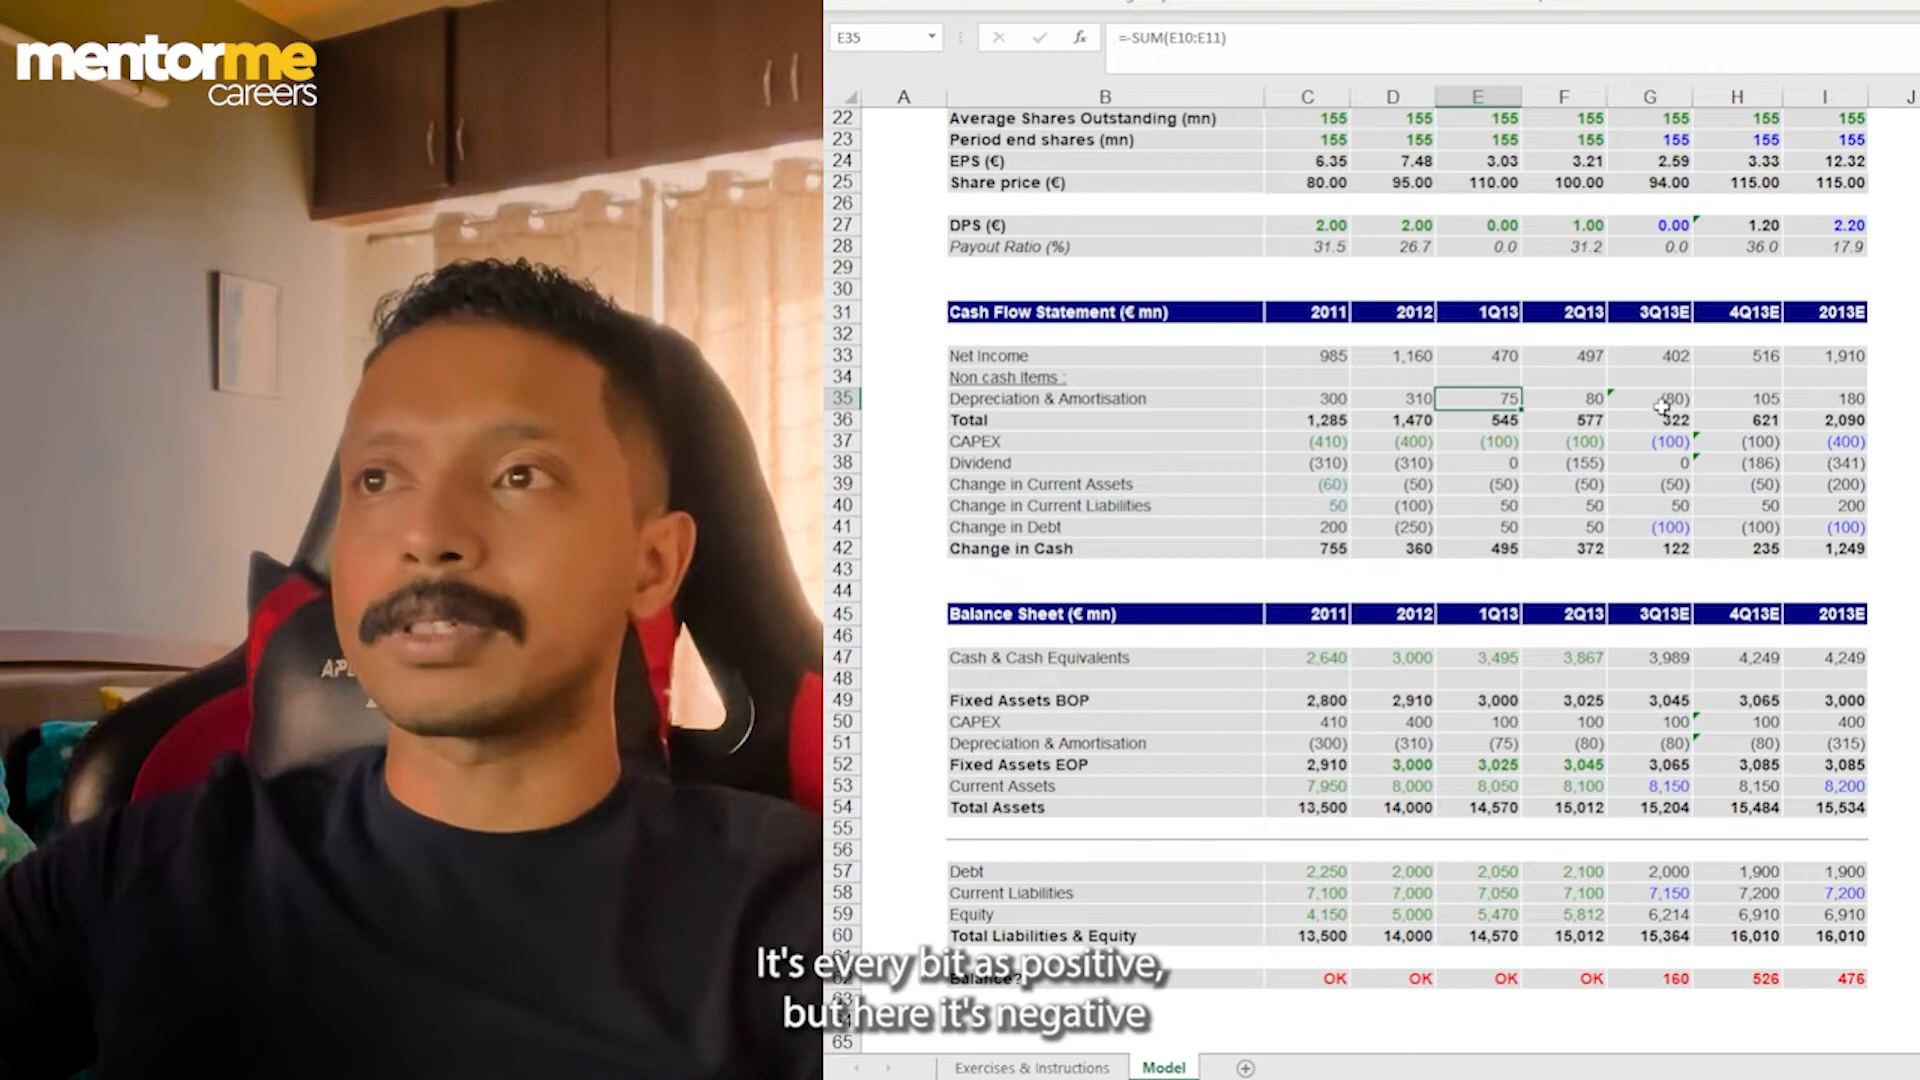 mentorme
careers
E35 fx =-SUM(E10:E11)
A B C D E F G H I J
22 Average Shares Outstanding (mn) 155 155 155 155 155 155 155
23 Period end shares (mn) 155 155 155 155 155 155 155
24 EPS (€) 6.35 7.48 3.03 3.21 2.59 3.33 12.32
25 Share price (€) 80.00 95.00 110.00 100.00 94.00 115.00 115.00
26
27 DPS (€) 2.00 2.00 0.00 1.00 0.00 1.20 2.20
28 Payout Ratio (%) 31.5 26.7 0.0 31.2 0.0 36.0 17.9
29
30
31 Cash Flow Statement (€ mn) 2011 2012 1Q13 2Q13 3Q13E 4Q13E 2013E
32
33 Net Income 985 1,160 470 497 402 516 1,910
34 Non cash Items :
35 Depreciation & Amortisation 300 310 75 80 (80) 105 180
36 Total 1,285 1,470 545 577 322 621 2,090
37 CAPEX (410) (400) (100) (100) (100) (100) (400)
38 Dividend (310) (310) 0 (155) 0 (186) (341)
39 Change in Current Assets (60) (50) (50) (50) (50) (50) (200)
40 Change in Current Liabilities 50 (100) 50 50 50 50 200
41 Change in Debt 200 (250) 50 50 (100) (100) (100)
42 Change in Cash 755 360 495 372 122 235 1,249
43
44
45 Balance Sheet (€ mn) 2011 2012 1Q13 2Q13 3Q13E 4Q13E 2013E
46
47 Cash & Cash Equivalents 2,640 3,000 3,495 3,867 3,989 4,249 4,249
48
49 Fixed Assets BOP 2,800 2,910 3,000 3,025 3,045 3,065 3,000
50 CAPEX 410 400 100 100 100 100 400
51 Depreciation & Amortisation (300) (310) (75) (80) (80) (80) (315)
52 Fixed Assets EOP 2,910 3,000 3,025 3,045 3,065 3,085 3,085
53 Current Assets 7,950 8,000 8,050 8,100 8,150 8,150 8,200
54 Total Assets 13,500 14,000 14,570 15,012 15,204 15,484 15,534
55
56
57 Debt 2,250 2,000 2,050 2,100 2,000 1,900 1,900
58 Current Liabilities 7,100 7,000 7,050 7,100 7,150 7,200 7,200
59 Equity 4,150 5,000 5,470 5,812 6,214 6,910 6,910
60 Total Liabilities & Equity 13,500 14,000 14,570 15,012 15,364 16,010 16,010
It's every bit as positive,
62 Balance? OK OK OK OK 160 526 476
63
but here it's negative
65
Exercises & Instructions Model